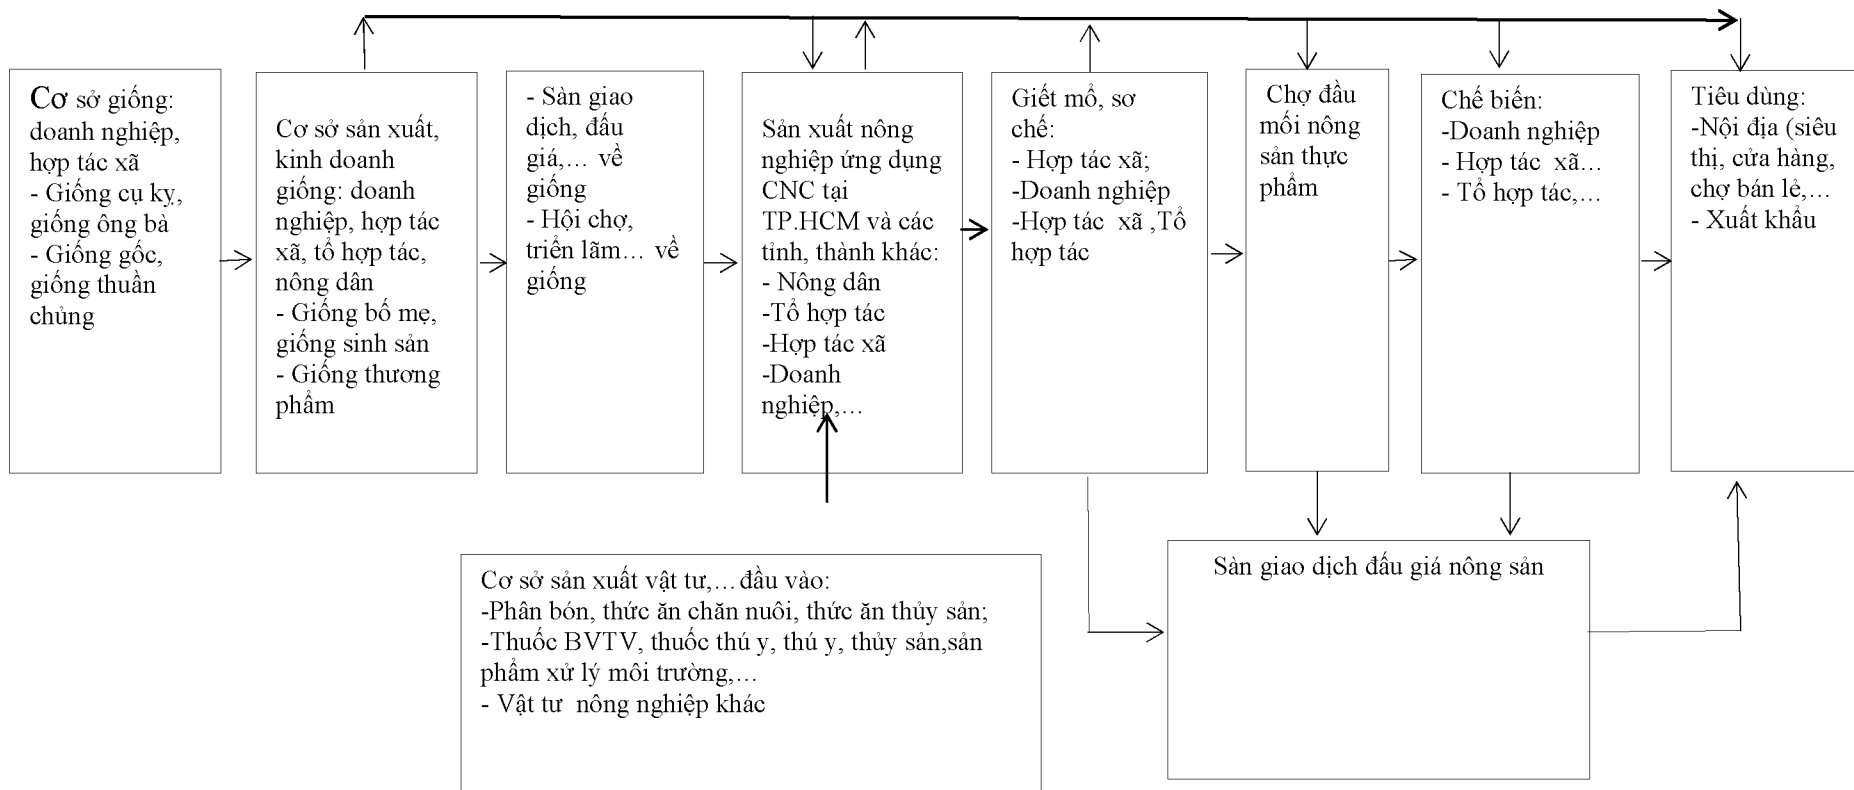 Cơ sở giống:
doanh nghiệp,
hợp tác xã
- Giống cụ kỵ,
giống ông bà
- Giống gốc,
giống thuần
chủng
Cơ sở sản xuất,
kinh doanh
giống: doanh
nghiệp, hợp tác
xã, tổ hợp tác,
nông dân
- Giống bố mẹ,
giống sinh sản
- Giống thương
phẩm
- Sàn giao
dịch, đấu
giá,… về
giống
- Hội chợ,
triển lãm… về
giống
Sản xuất nông
nghiệp ứng dụng
CNC tại
TP.HCM và các
tỉnh, thành khác:
- Nông dân
-Tổ hợp tác
-Hợp tác xã
-Doanh
nghiệp,…
Giết mổ, sơ
chế:
- Hợp tác xã;
-Doanh nghiệp
-Hợp tác xã ,Tổ
hợp tác
Chợ đầu
mối nông
sản thực
phẩm
Chế biến:
-Doanh nghiệp
- Hợp tác xã…
- Tổ hợp tác,…
Tiêu dùng:
-Nội địa (siêu
thị, cửa hàng,
chợ bán lẻ,…
- Xuất khẩu
Cơ sở sản xuất vật tư,… đầu vào:
-Phân bón, thức ăn chăn nuôi, thức ăn thủy sản;
-Thuốc BVTV, thuốc thú y, thú y, thủy sản,sản
phẩm xử lý môi trường,…
- Vật tư nông nghiệp khác
Sàn giao dịch đấu giá nông sản